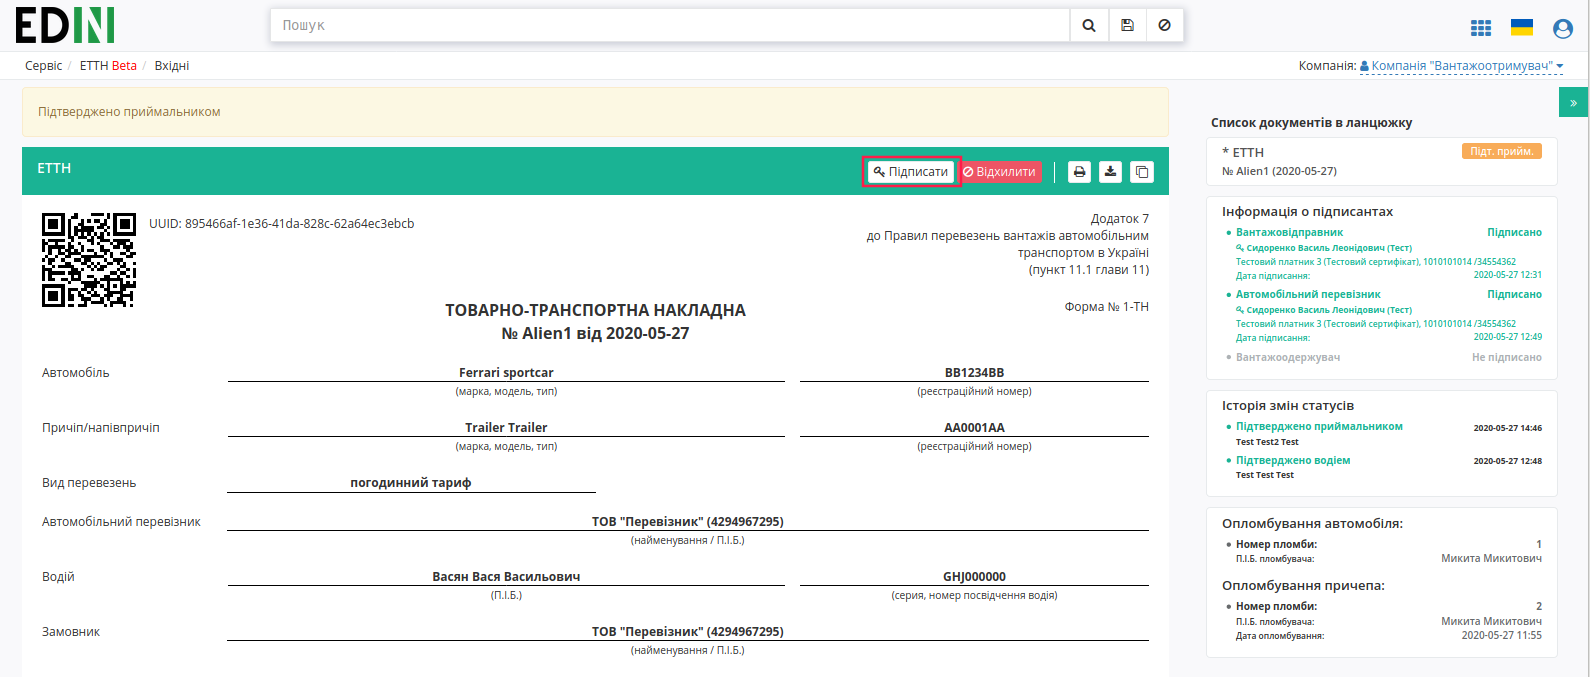 EDIN
Пошук
Сервіс / ЕТТН Beta / Вхідні
Компанія: Компанія "Вантажоотримувач"
Підтверджено приймальником
»
ЕТТН
Підписати
Відхилити
UUID: 895466af-1e36-41da-828c-62a64ec3ebcb
Додаток 7
до Правил перевезень вантажів автомобільним
транспортом в Україні
(пункт 11.1 глави 11)
Форма № 1-ТН
ТОВАРНО-ТРАНСПОРТНА НАКЛАДНА
№ Alien1 від 2020-05-27
Автомобіль Ferrari sportcar BB1234BB
(марка, модель, тип) (реєстраційний номер)
Причіп/напівпричіп Trailer Trailer AA0001AA
(марка, модель, тип) (реєстраційний номер)
Вид перевезень погодинний тариф
Автомобільний перевізник ТОВ "Перевізник" (4294967295)
(найменування / П.І.Б.)
Водій Васян Вася Васильович GHJ000000
(П.І.Б.) (серия, номер посвідчення водія)
Замовник ТОВ "Перевізник" (4294967295)
(найменування / П.І.Б.)
Список документів в ланцюжку
* ЕТТН Підт. прийм.
№ Alien1 (2020-05-27)
Інформація о підписантах
Вантажовідправник Підписано
Сидоренко Василь Леонідович (Тест)
Тестовий платник 3 (Тестовий сертифікат), 1010101014 /34554362
Дата підписання: 2020-05-27 12:31
Автомобільний перевізник Підписано
Сидоренко Василь Леонідович (Тест)
Тестовий платник 3 (Тестовий сертифікат), 1010101014 /34554362
Дата підписання: 2020-05-27 12:49
Вантажоодержувач Не підписано
Історія змін статусів
Підтверджено приймальником 2020-05-27 14:46
Test Test2 Test
Підтверджено водіем 2020-05-27 12:48
Test Test Test
Опломбування автомобіля:
Номер пломби: 1
П.І.Б. пломбувача: Микита Микитович
Опломбування причепа:
Номер пломби: 2
П.І.Б. пломбувача: Микита Микитович
Дата опломбування: 2020-05-27 11:55